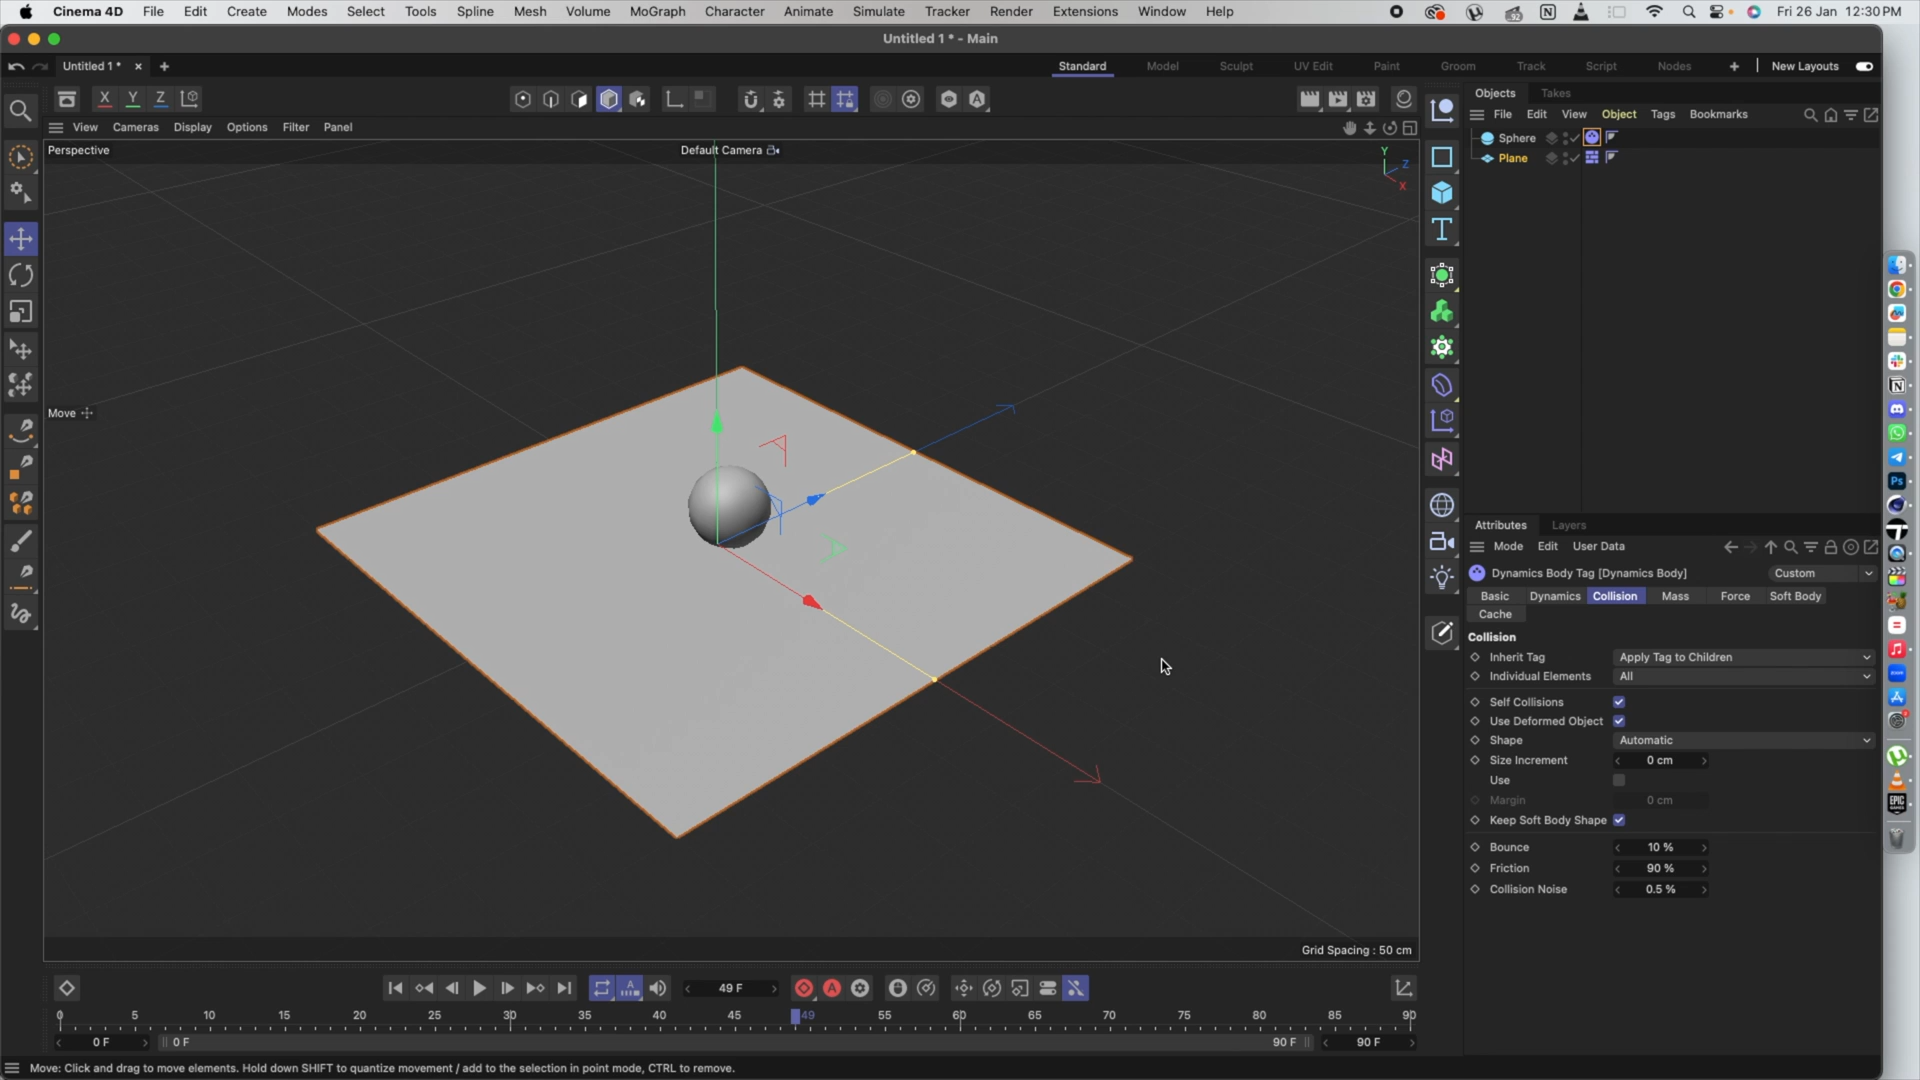 Cinema 4D File Edit Create Modes Select Tools Spline Mesh Volume MoGraph Character Animate Simulate Tracker Render Extensions Window Help Fri 26 Jan 12:30 PM
Untitled 1 * - Main
Untitled 1 * × + Standard Model Sculpt UV Edit Paint Groom Track Script Nodes + New Layouts
X Y Z
Objects Takes
File Edit View Object Tags Bookmarks
View Cameras Display Options Filter Panel
Sphere
Perspective Default Camera
Y
Z
X
Plane
Move
Attributes Layers
Mode Edit User Data
Dynamics Body Tag [Dynamics Body] Custom
Basic Dynamics Collision Mass Force Soft Body
Cache
Collision
Inherit Tag Apply Tag to Children
Individual Elements All
Self Collisions
Use Deformed Object
Shape Automatic
Size Increment 0 cm
Use
Margin 0 cm
Keep Soft Body Shape
Bounce 10 %
Friction 90 %
Collision Noise 0.5 %
Grid Spacing : 50 cm
49 F
0 5 10 15 20 25 30 35 40 45 49 55 60 65 70 75 80 85 90
0 F 0 F 90 F 90 F
Move: Click and drag to move elements. Hold down SHIFT to quantize movement / add to the selection in point mode, CTRL to remove.